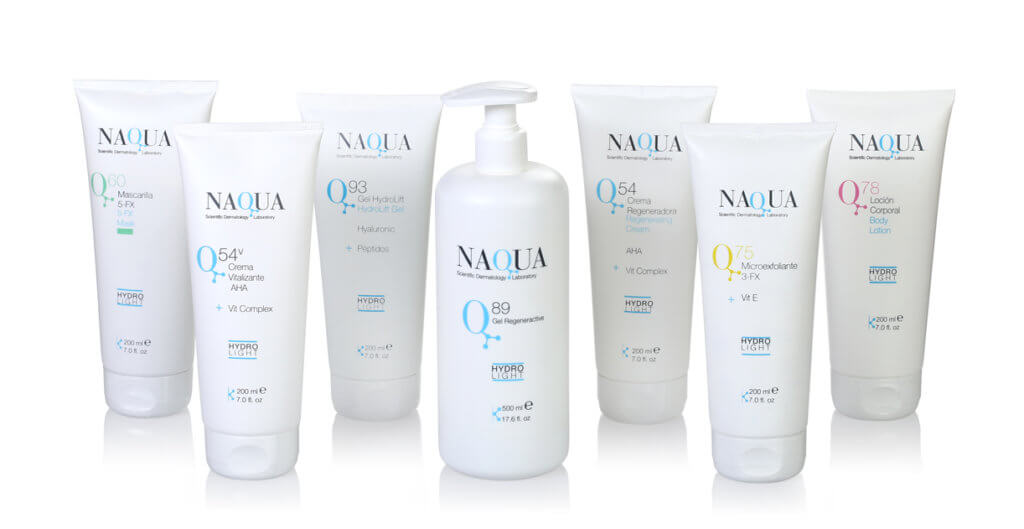 NAQUA
Scientific Dermatology Laboratory
Q60
Mascarilla
5-FX
5-FX
Mask
HYDRO
LIGHT
200 ml e
7.0 fl. oz
NAQUA
Scientific Dermatology Laboratory
Q54V
Crema
Vitalizante
AHA
+ Vit Complex
HYDRO
LIGHT
200 ml e
7.0 fl. oz
NAQUA
Scientific Dermatology Laboratory
Q93
Gel HydroLift
HydroLift Gel
Hyaluronic
+ Péptidos
HYDRO
LIGHT
200 ml e
7.0 fl. oz
NAQUA
Scientific Dermatology Laboratory
Q89
Gel Regeneractive
HYDRO
LIGHT
500 ml e
17.6 fl. oz
NAQUA
Scientific Dermatology Laboratory
Q54
Crema
Regeneradora
Regenerating
Cream
AHA
+ Vit Complex
HYDRO
LIGHT
200 ml e
7.0 fl. oz
NAQUA
Scientific Dermatology Laboratory
Q75
Microexfoliante
3-FX
+ Vit E
HYDRO
LIGHT
200 ml e
7.0 fl. oz
NAQUA
Scientific Dermatology Laboratory
Q78
Loción
Corporal
Body
Lotion
HYDRO
LIGHT
200 ml e
7.0 fl. oz